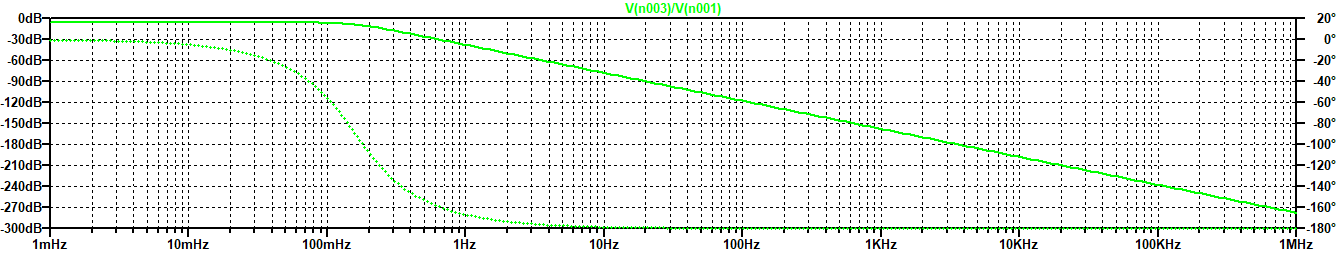 V(n003)/V(n001)
0dB 20°
-30dB 0°
-60dB -20°
-90dB -40°
-120dB -60°
-150dB -80°
-180dB -100°
-210dB -120°
-240dB -140°
-270dB -160°
-300dB -180°
1mHz 10mHz 100mHz 1Hz 10Hz 100Hz 1KHz 10KHz 100KHz 1MHz